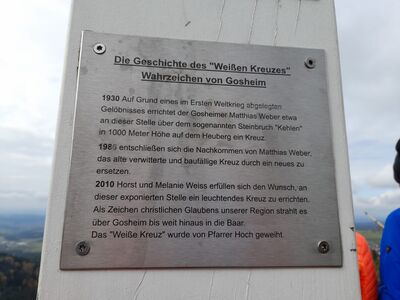 Die Geschichte des "Weißen Kreuzes"
Wahrzeichen von Gosheim
1930 Auf Grund eines im Ersten Weltkrieg abgelegten
Gelöbnisses errichtet der Gosheimer Matthias Weber etwa
an dieser Stelle über dem sogenannten Steinbruch "Kehlen"
in 1000 Meter Höhe auf dem Heuberg ein Kreuz.
entschließen sich die Nachkommen von Matthias Weber,
das alte verwitterte und baufällige Kreuz durch ein neues zu
ersetzen.
2010 Horst und Melanie Weiss erfüllen sich den Wunsch, an
dieser exponierten Stelle ein leuchtendes Kreuz zu errichten.
Als Zeichen christlichen Glaubens unserer Region strahlt es
über Gosheim bis weit hinaus in die Baar.
Das "Weiße Kreuz" wurde von Pfarrer Hoch geweiht.